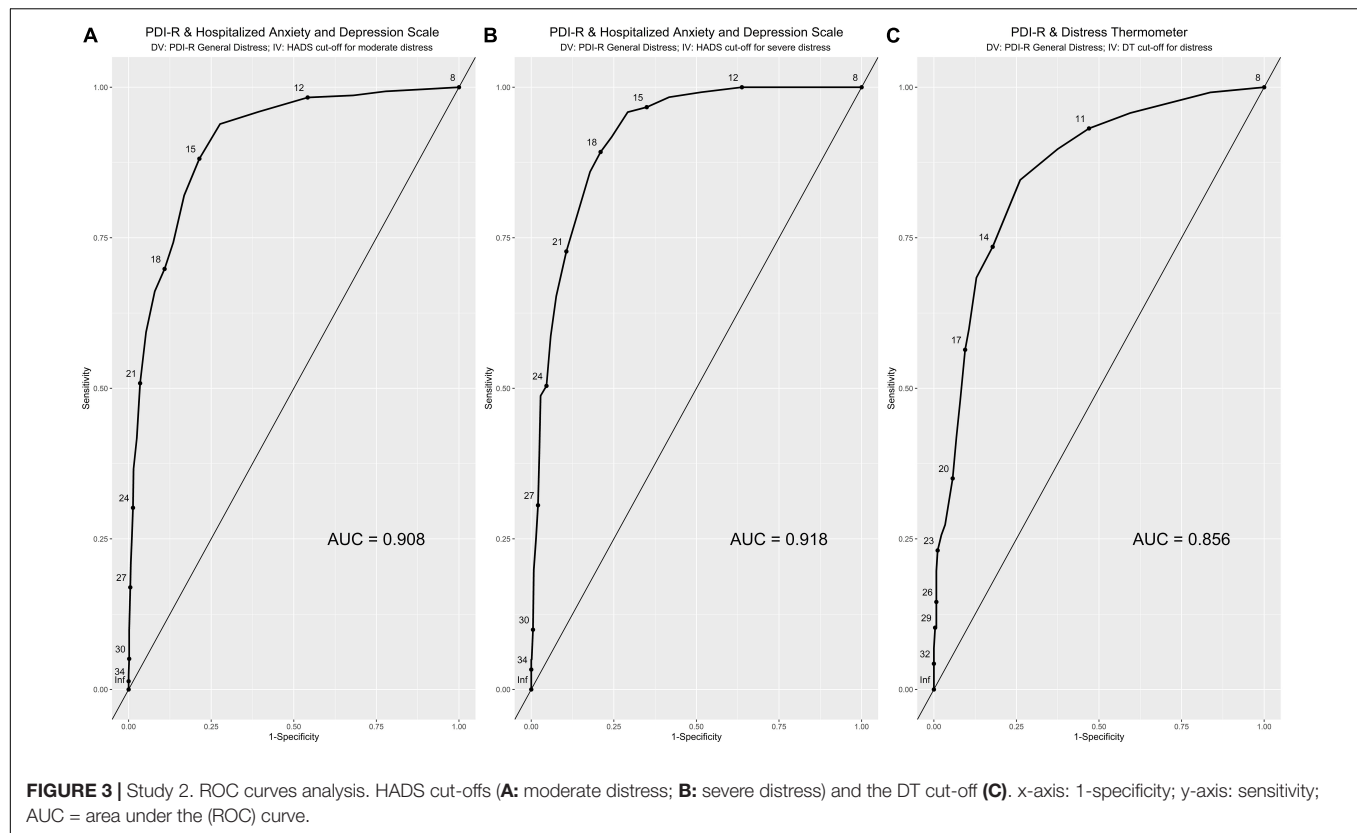 A
PDI-R & Hospitalized Anxiety and Depression Scale
DV: PDI-R General Distress; IV: HADS cut-off for moderate distress
1.00
0.75
0.50
0.25
0.00
Sensitivity
8
12
15
18
21
24
27
30
34
Inf
AUC = 0.908
0.00 0.25 0.50 0.75 1.00
1-Specificity
B
PDI-R & Hospitalized Anxiety and Depression Scale
DV: PDI-R General Distress; IV: HADS cut-off for severe distress
1.00
0.75
0.50
0.25
0.00
Sensitivity
8
12
15
18
21
24
27
30
34
Inf
AUC = 0.918
0.00 0.25 0.50 0.75 1.00
1-Specificity
C
PDI-R & Distress Thermometer
DV: PDI-R General Distress; IV: DT cut-off for distress
1.00
0.75
0.50
0.25
0.00
Sensitivity
8
11
14
17
20
23
26
29
32
Inf
AUC = 0.856
0.00 0.25 0.50 0.75 1.00
1-Specificity
FIGURE 3 | Study 2. ROC curves analysis. HADS cut-offs (A: moderate distress; B: severe distress) and the DT cut-off (C). x-axis: 1-specificity; y-axis: sensitivity;
AUC = area under the (ROC) curve.